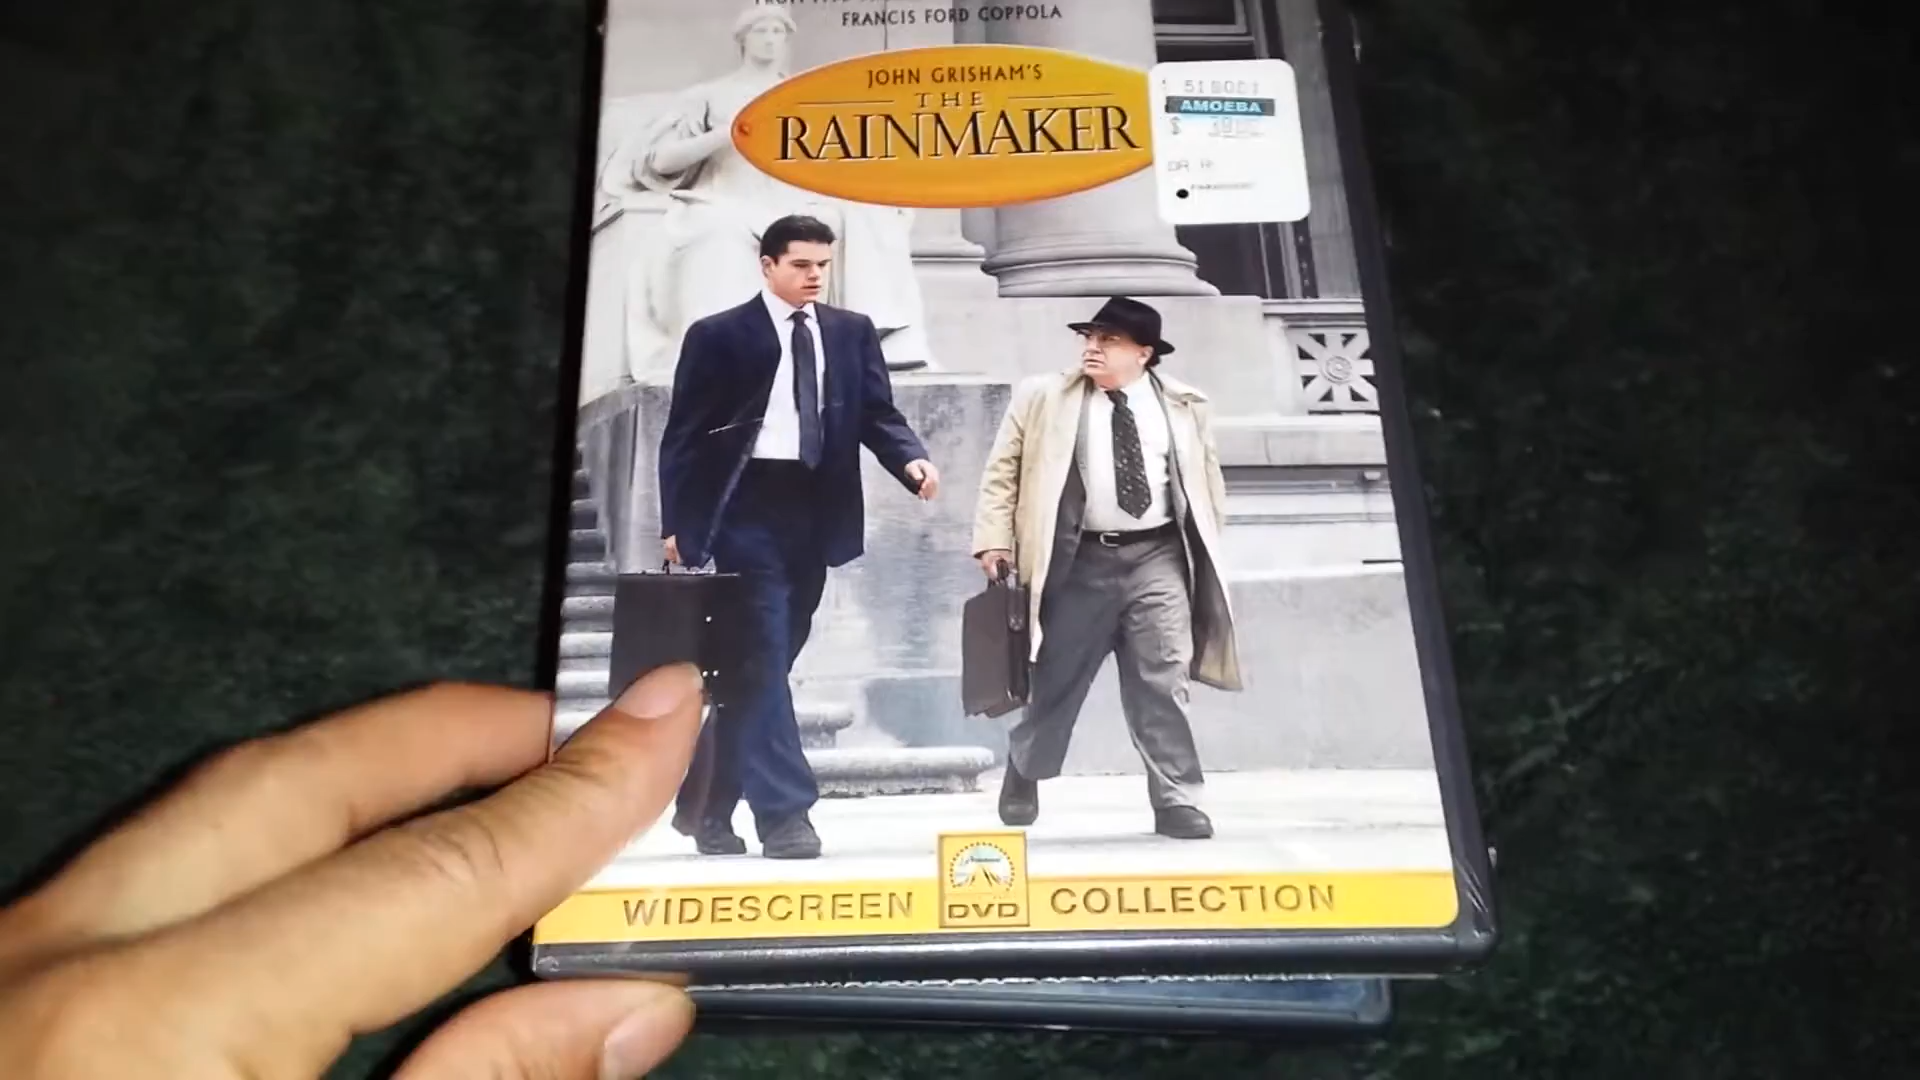 FRANCIS FORD COPPOLA
JOHN GRISHAM'S
THE
RAINMAKER
AMOEBA
$
WIDESCREEN DVD COLLECTION